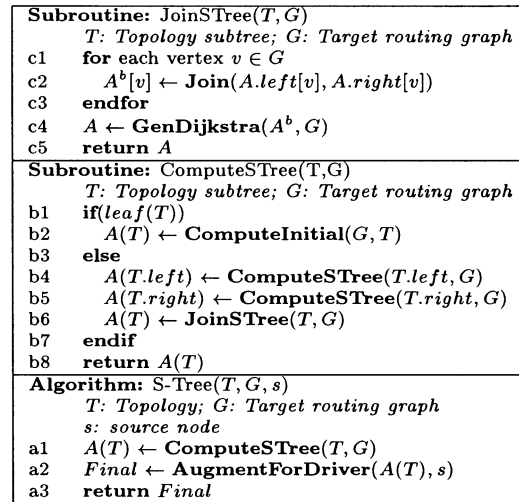 Subroutine: JoinSTree(T, G)
T: Topology subtree; G: Target routing graph
c1 for each vertex v ∈ G
c2 A^b[v] ← Join(A.left[v], A.right[v])
c3 endfor
c4 A ← GenDijkstra(A^b, G)
c5 return A
Subroutine: ComputeSTree(T,G)
T: Topology subtree; G: Target routing graph
b1 if(leaf(T))
b2 A(T) ← ComputeInitial(G, T)
b3 else
b4 A(T.left) ← ComputeSTree(T.left, G)
b5 A(T.right) ← ComputeSTree(T.right, G)
b6 A(T) ← JoinSTree(T, G)
b7 endif
b8 return A(T)
Algorithm: S-Tree(T, G, s)
T: Topology; G: Target routing graph
s: source node
a1 A(T) ← ComputeSTree(T, G)
a2 Final ← AugmentForDriver(A(T), s)
a3 return Final